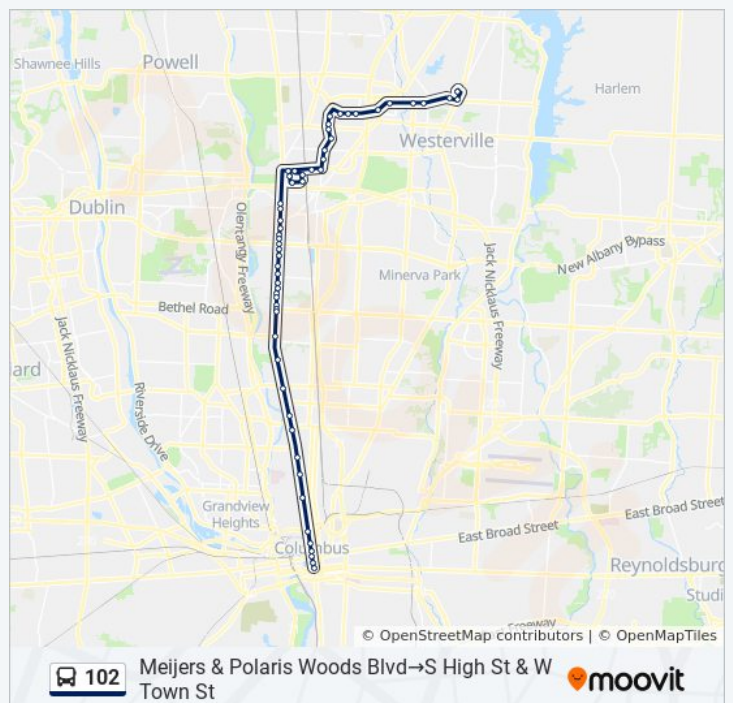 Shawnee Hills
Powell
Harlem
Westerville
Dublin
Olentangy Freeway
New Albany Bypass
Jack Nicklaus Freeway
Minerva Park
Bethel Road
Jack Nicklaus Freeway
ard
Riverside Drive
Grandview
Heights
East Broad Street
East Broad Street
Columbus
Reynoldsburg
Studi
Freeway
© OpenStreetMap contributors | © OpenMapTiles
102
Meijers & Polaris Woods Blvd→S High St & W
Town St
moovit